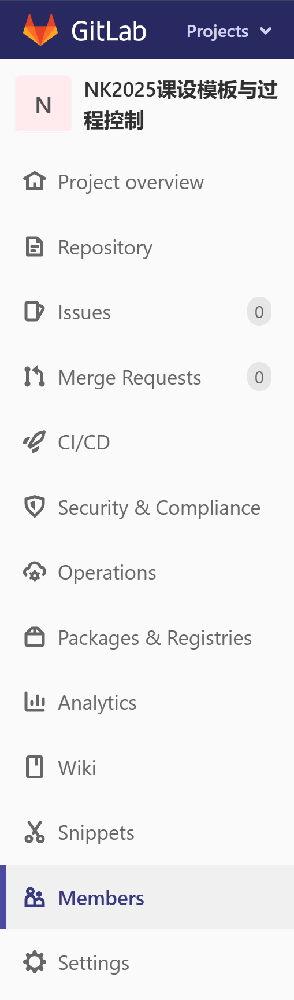 GitLab Projects
N
NK2025课设模板与过
程控制
Project overview
Repository
Issues 0
Merge Requests 0
CI/CD
Security & Compliance
Operations
Packages & Registries
Analytics
Wiki
Snippets
Members
Settings